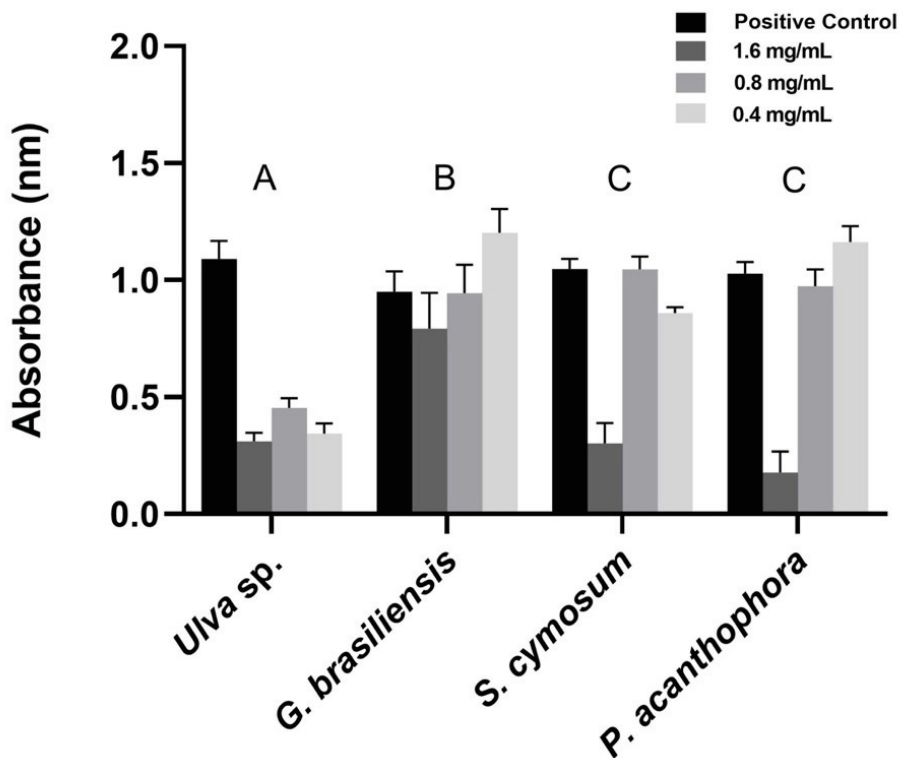 Positive Control
1.6 mg/mL
0.8 mg/mL
0.4 mg/mL
Absorbance (nm)
2.0
1.5
1.0
0.5
0.0
A
B
C
C
Ulva sp.
G. brasiliensis
S. cymosum
P. acanthophora